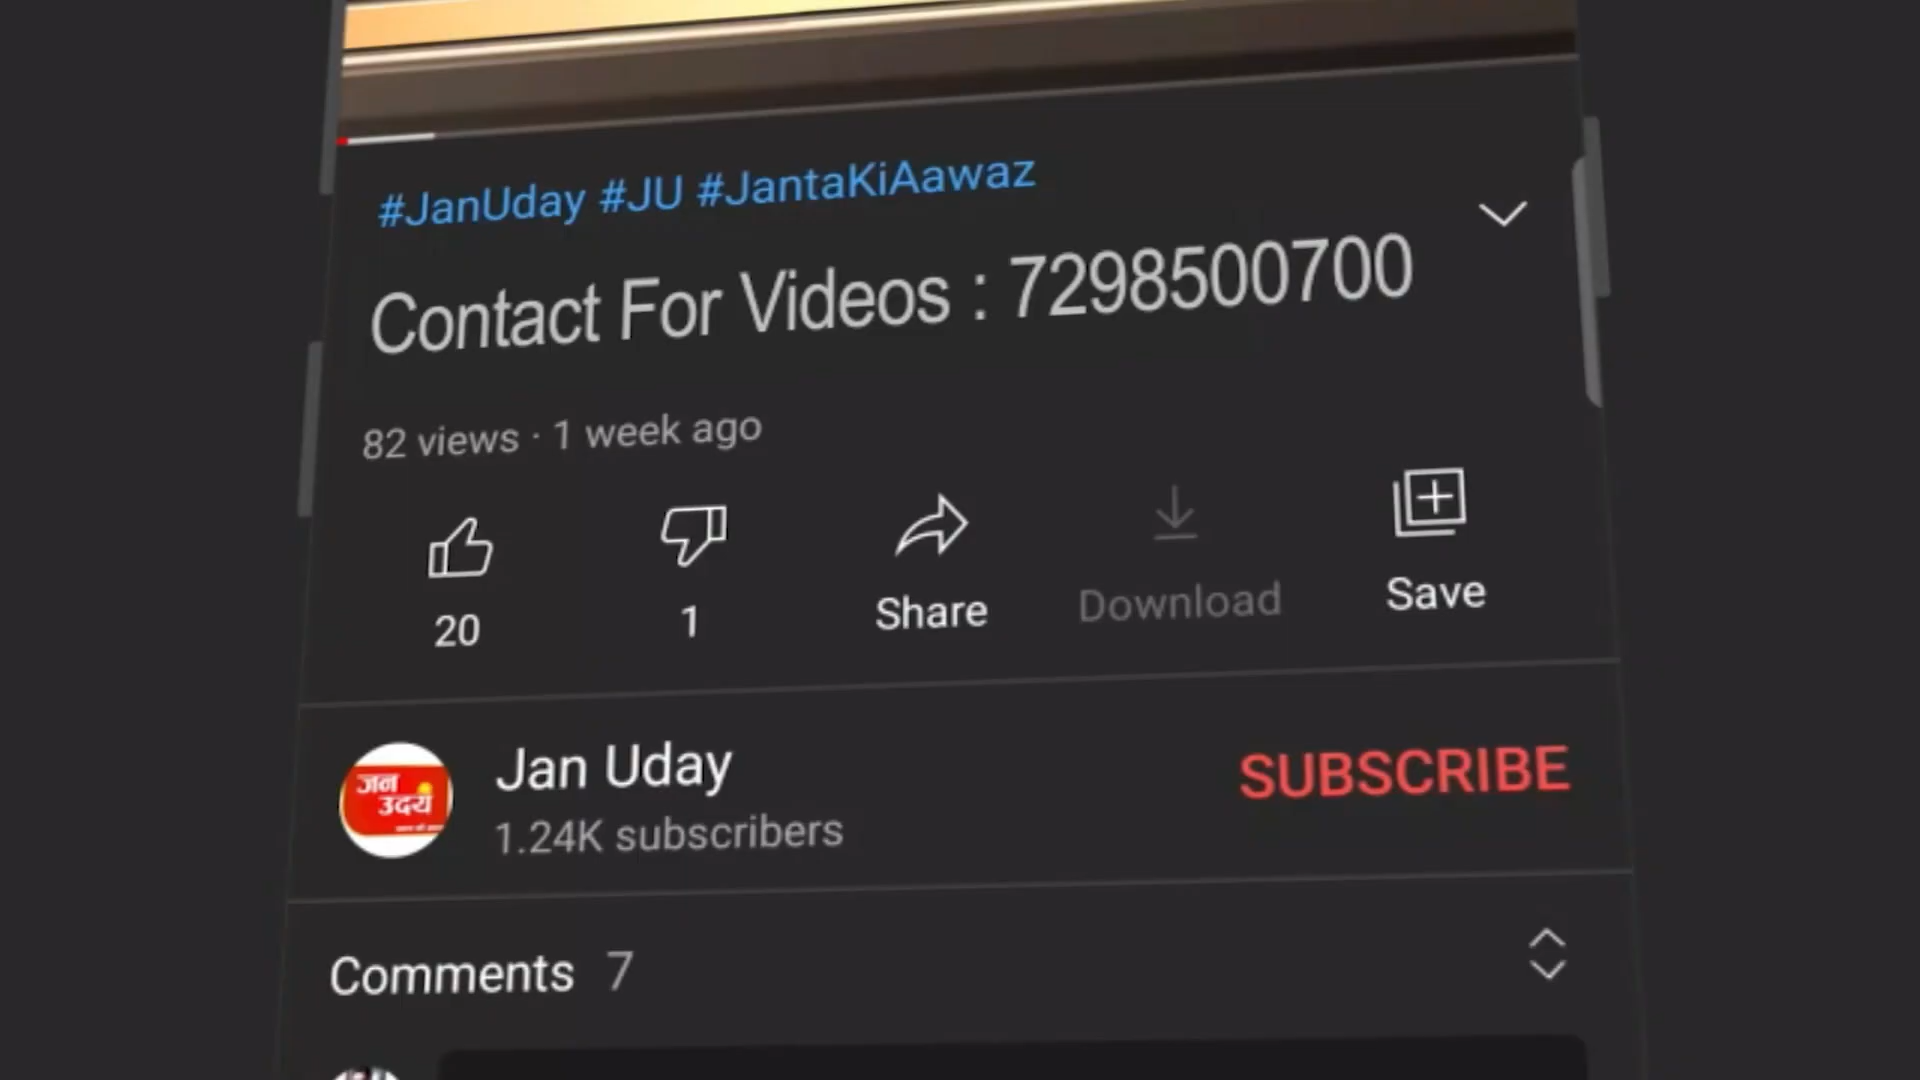 #JanUday #JU #JantaKiAawaz
Contact For Videos : 7298500700
82 views · 1 week ago
20
1
Share
Download
Save
जन
उदय
Jan Uday
1.24K subscribers
SUBSCRIBE
Comments 7